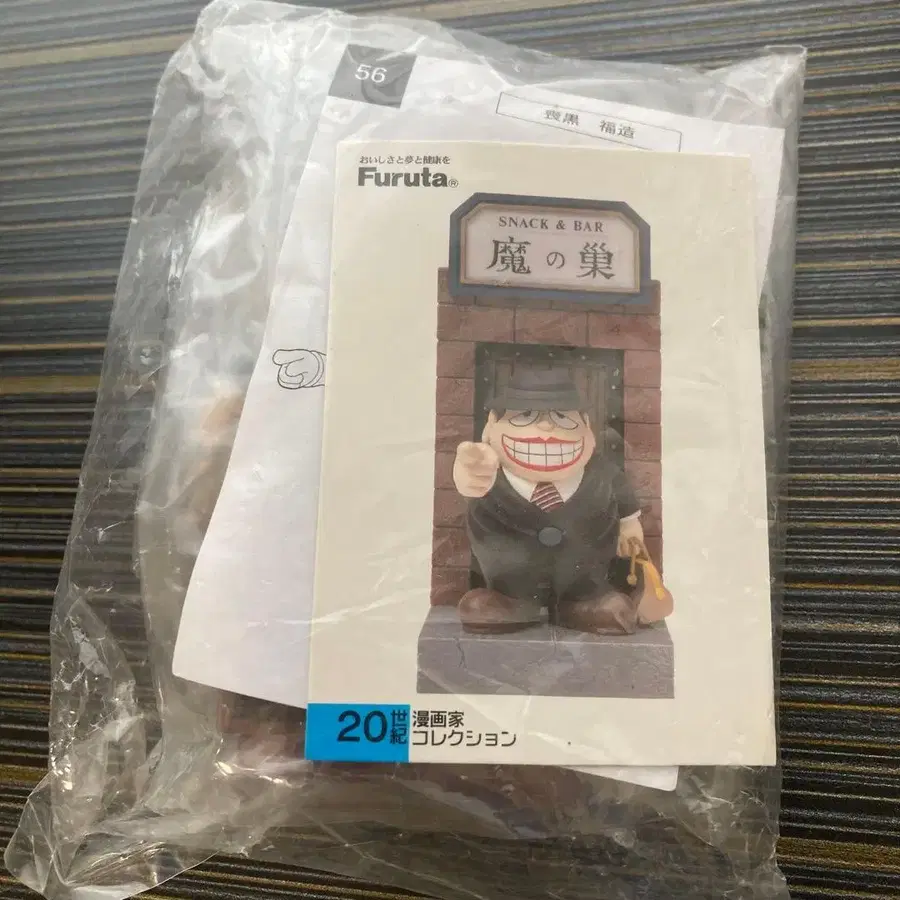 56
喪黒 福造
おいしさと夢と健康を
Furuta®
SNACK & BAR
魔の巣
20世紀
漫画家
コレクション